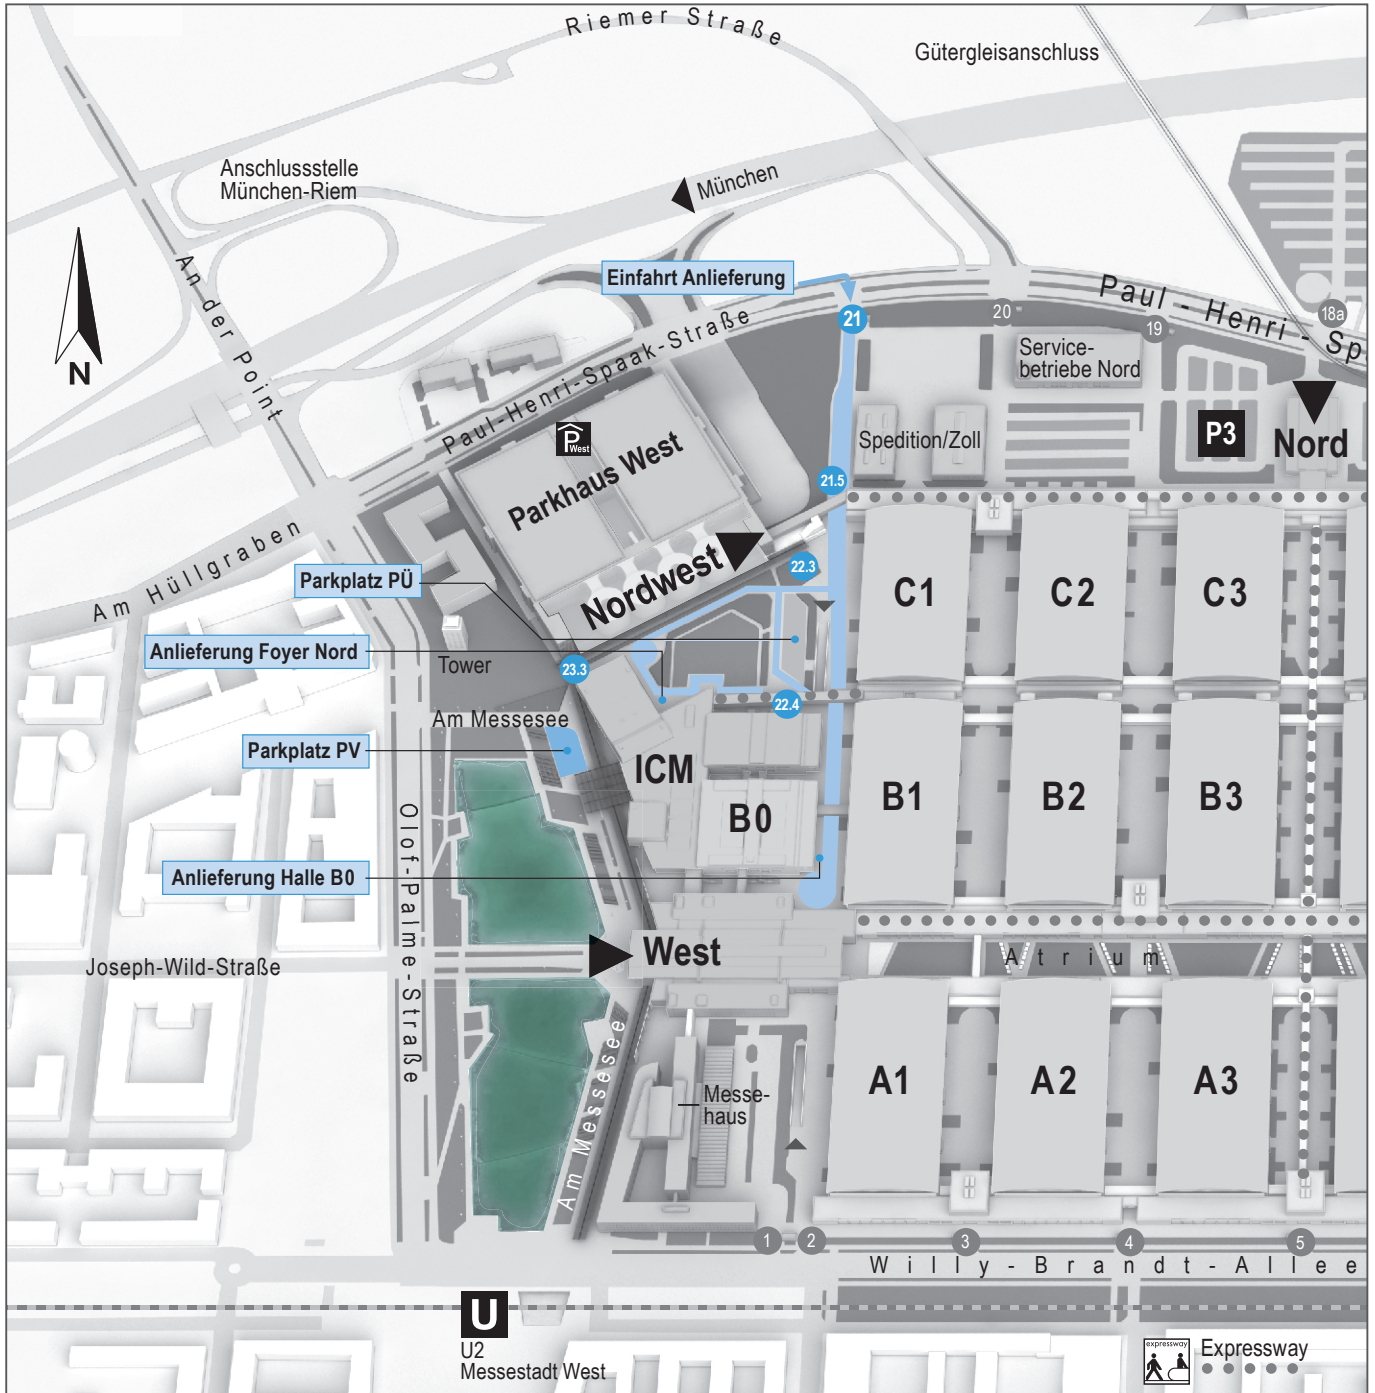 Riemer Straße
Gütergleisanschluss
Anschlussstelle
München-Riem
München
An der Point
N
Einfahrt Anlieferung
21
20
19
18a
Paul - Henri - Sp
Paul-Henri-Spaak-Straße
Service-
betriebe Nord
P3
Nord
P
West
Parkhaus West
Spedition/Zoll
21.5
Am Hüllgraben
Nordwest
22.3
Parkplatz PÜ
C1
C2
C3
Anlieferung Foyer Nord
Tower
23.3
22.4
Am Messesee
Parkplatz PV
ICM
B0
B1
B2
B3
Olof-Palme-Straße
Anlieferung Halle B0
West
Atrium
Joseph-Wild-Straße
Am Messesee
Messe-
haus
A1
A2
A3
1
2
3
4
5
Willy-Brandt-Allee
U
U2
Messestadt West
expressway
Expressway